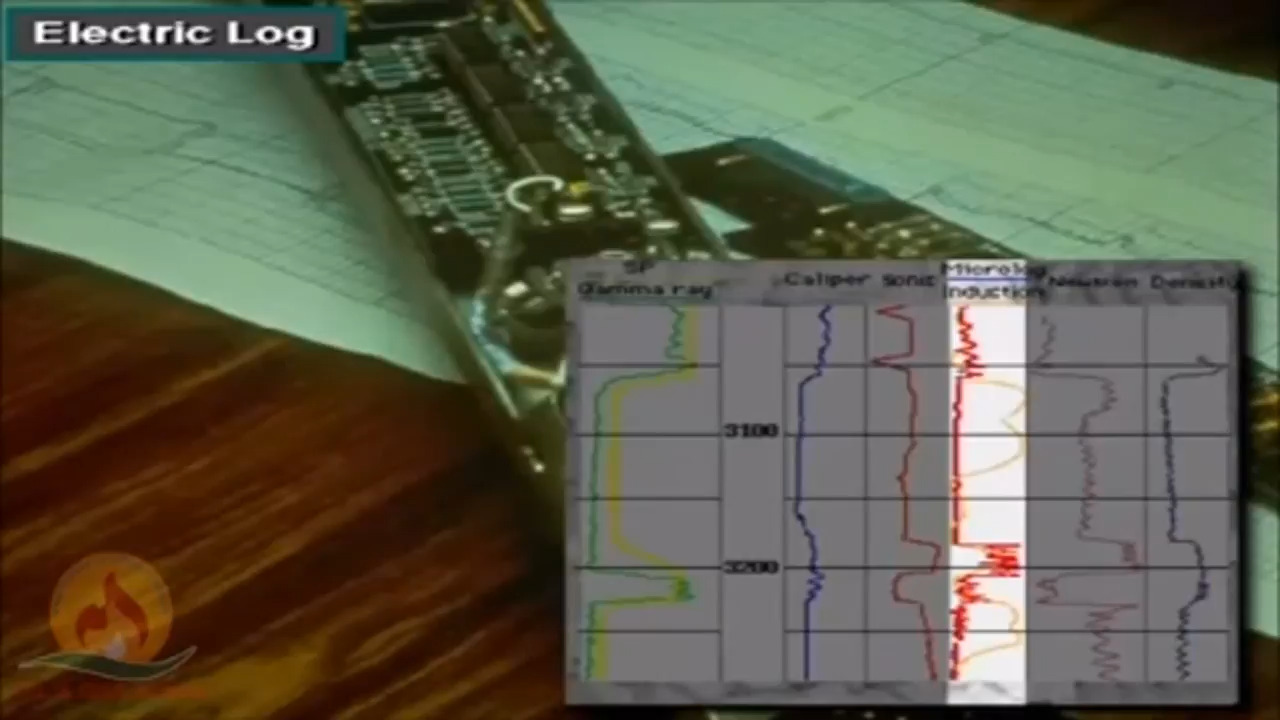 Electric Log
SP
Gamma ray
Caliper
Sonic
Microlog
Induction
Neutron
Density
3100
3200